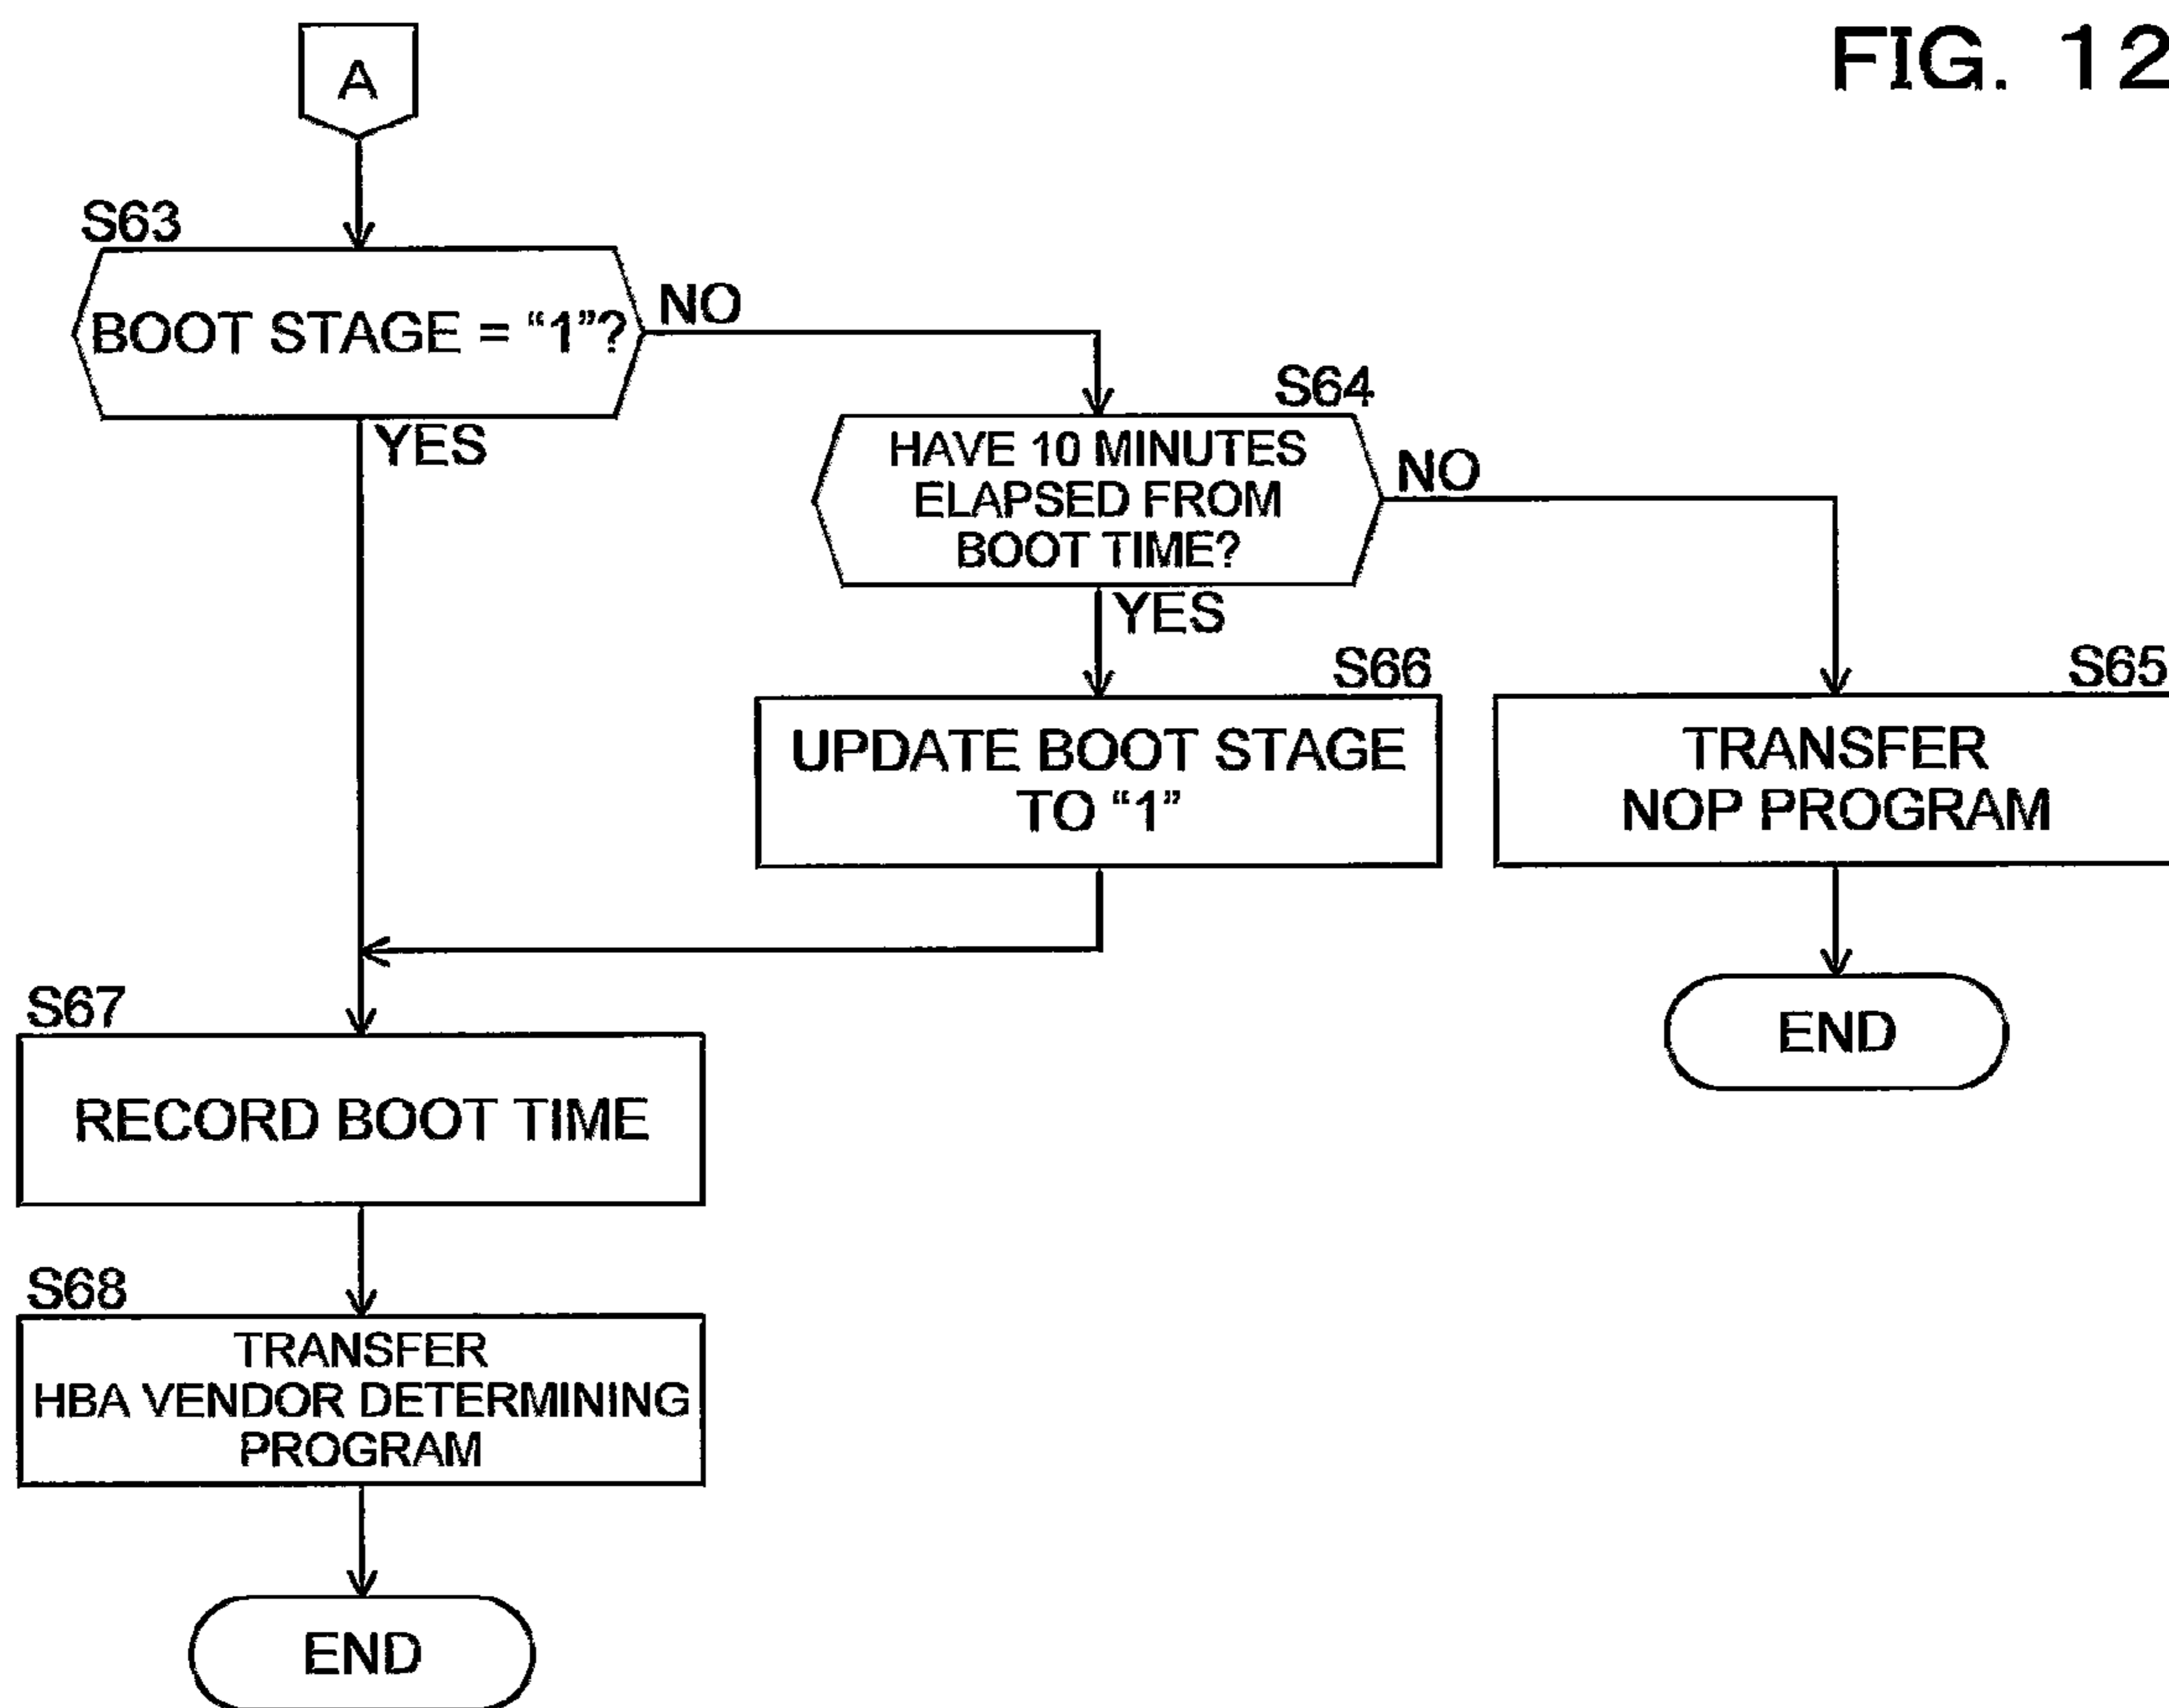 FIG. 12
A
S63
BOOT STAGE = “1”?
NO
YES
S64
HAVE 10 MINUTES
ELAPSED FROM
BOOT TIME?
NO
YES
S66
UPDATE BOOT STAGE
TO “1”
S65
TRANSFER
NOP PROGRAM
END
S67
RECORD BOOT TIME
S68
TRANSFER
HBA VENDOR DETERMINING
PROGRAM
END